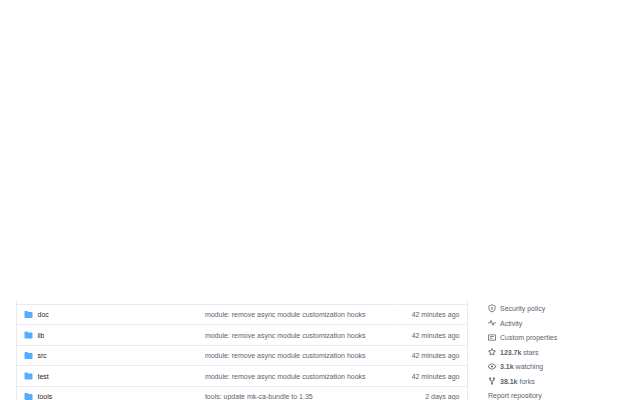 doc module: remove async module customization hooks 42 minutes ago
lib module: remove async module customization hooks 42 minutes ago
src module: remove async module customization hooks 42 minutes ago
test module: remove async module customization hooks 42 minutes ago
tools tools: update mk-ca-bundle to 1.35 2 days ago
Security policy
Activity
Custom properties
123.7k stars
3.1k watching
38.1k forks
Report repository